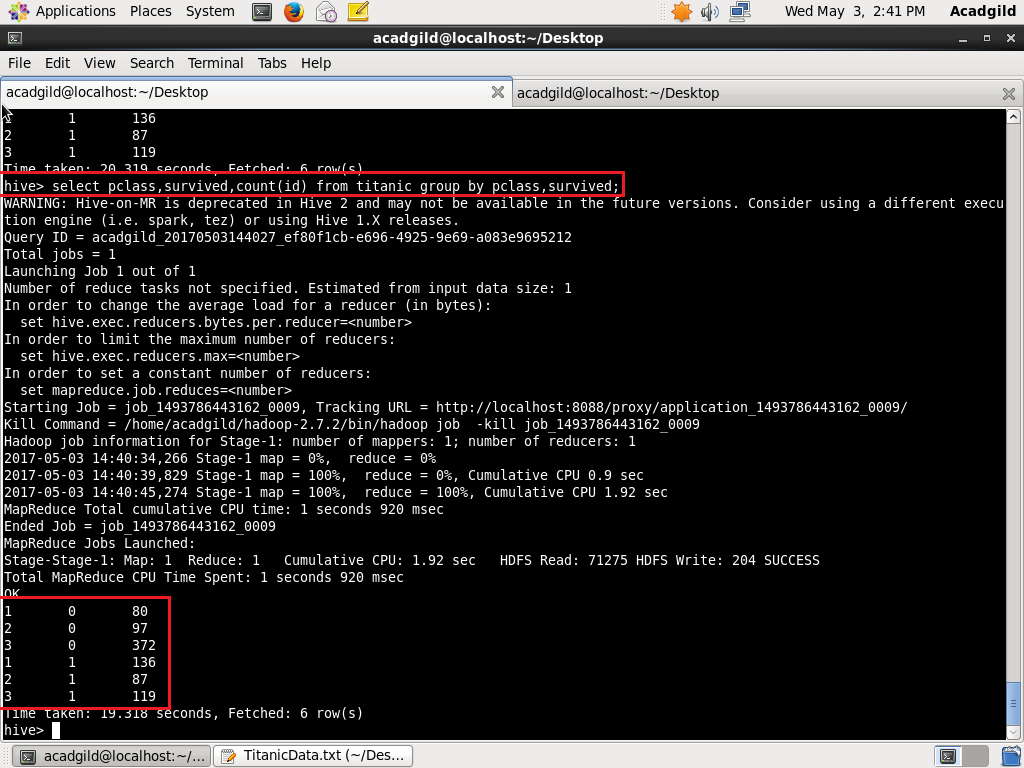 Applications Places System Wed May 3, 2:41 PM Acadgild
acadgild@localhost:~/Desktop
File Edit View Search Terminal Tabs Help
acadgild@localhost:~/Desktop acadgild@localhost:~/Desktop
1 136
2 1 87
3 1 119
Time taken: 20.319 seconds, Fetched: 6 row(s)
hive> select pclass,survived,count(id) from titanic group by pclass,survived;
WARNING: Hive-on-MR is deprecated in Hive 2 and may not be available in the future versions. Consider using a different execu
tion engine (i.e. spark, tez) or using Hive 1.X releases.
Query ID = acadgild_20170503144027_ef80f1cb-e696-4925-9e69-a083e9695212
Total jobs = 1
Launching Job 1 out of 1
Number of reduce tasks not specified. Estimated from input data size: 1
In order to change the average load for a reducer (in bytes):
  set hive.exec.reducers.bytes.per.reducer=<number>
In order to limit the maximum number of reducers:
  set hive.exec.reducers.max=<number>
In order to set a constant number of reducers:
  set mapreduce.job.reduces=<number>
Starting Job = job_1493786443162_0009, Tracking URL = http://localhost:8088/proxy/application_1493786443162_0009/
Kill Command = /home/acadgild/hadoop-2.7.2/bin/hadoop job  -kill job_1493786443162_0009
Hadoop job information for Stage-1: number of mappers: 1; number of reducers: 1
2017-05-03 14:40:34,266 Stage-1 map = 0%,  reduce = 0%
2017-05-03 14:40:39,829 Stage-1 map = 100%,  reduce = 0%, Cumulative CPU 0.9 sec
2017-05-03 14:40:45,274 Stage-1 map = 100%,  reduce = 100%, Cumulative CPU 1.92 sec
MapReduce Total cumulative CPU time: 1 seconds 920 msec
Ended Job = job_1493786443162_0009
MapReduce Jobs Launched:
Stage-Stage-1: Map: 1  Reduce: 1   Cumulative CPU: 1.92 sec   HDFS Read: 71275 HDFS Write: 204 SUCCESS
Total MapReduce CPU Time Spent: 1 seconds 920 msec
OK
1 0 80
2 0 97
3 0 372
1 1 136
2 1 87
3 1 119
Time taken: 19.318 seconds, Fetched: 6 row(s)
hive>
acadgild@localhost:~/... TitanicData.txt (~/Des...